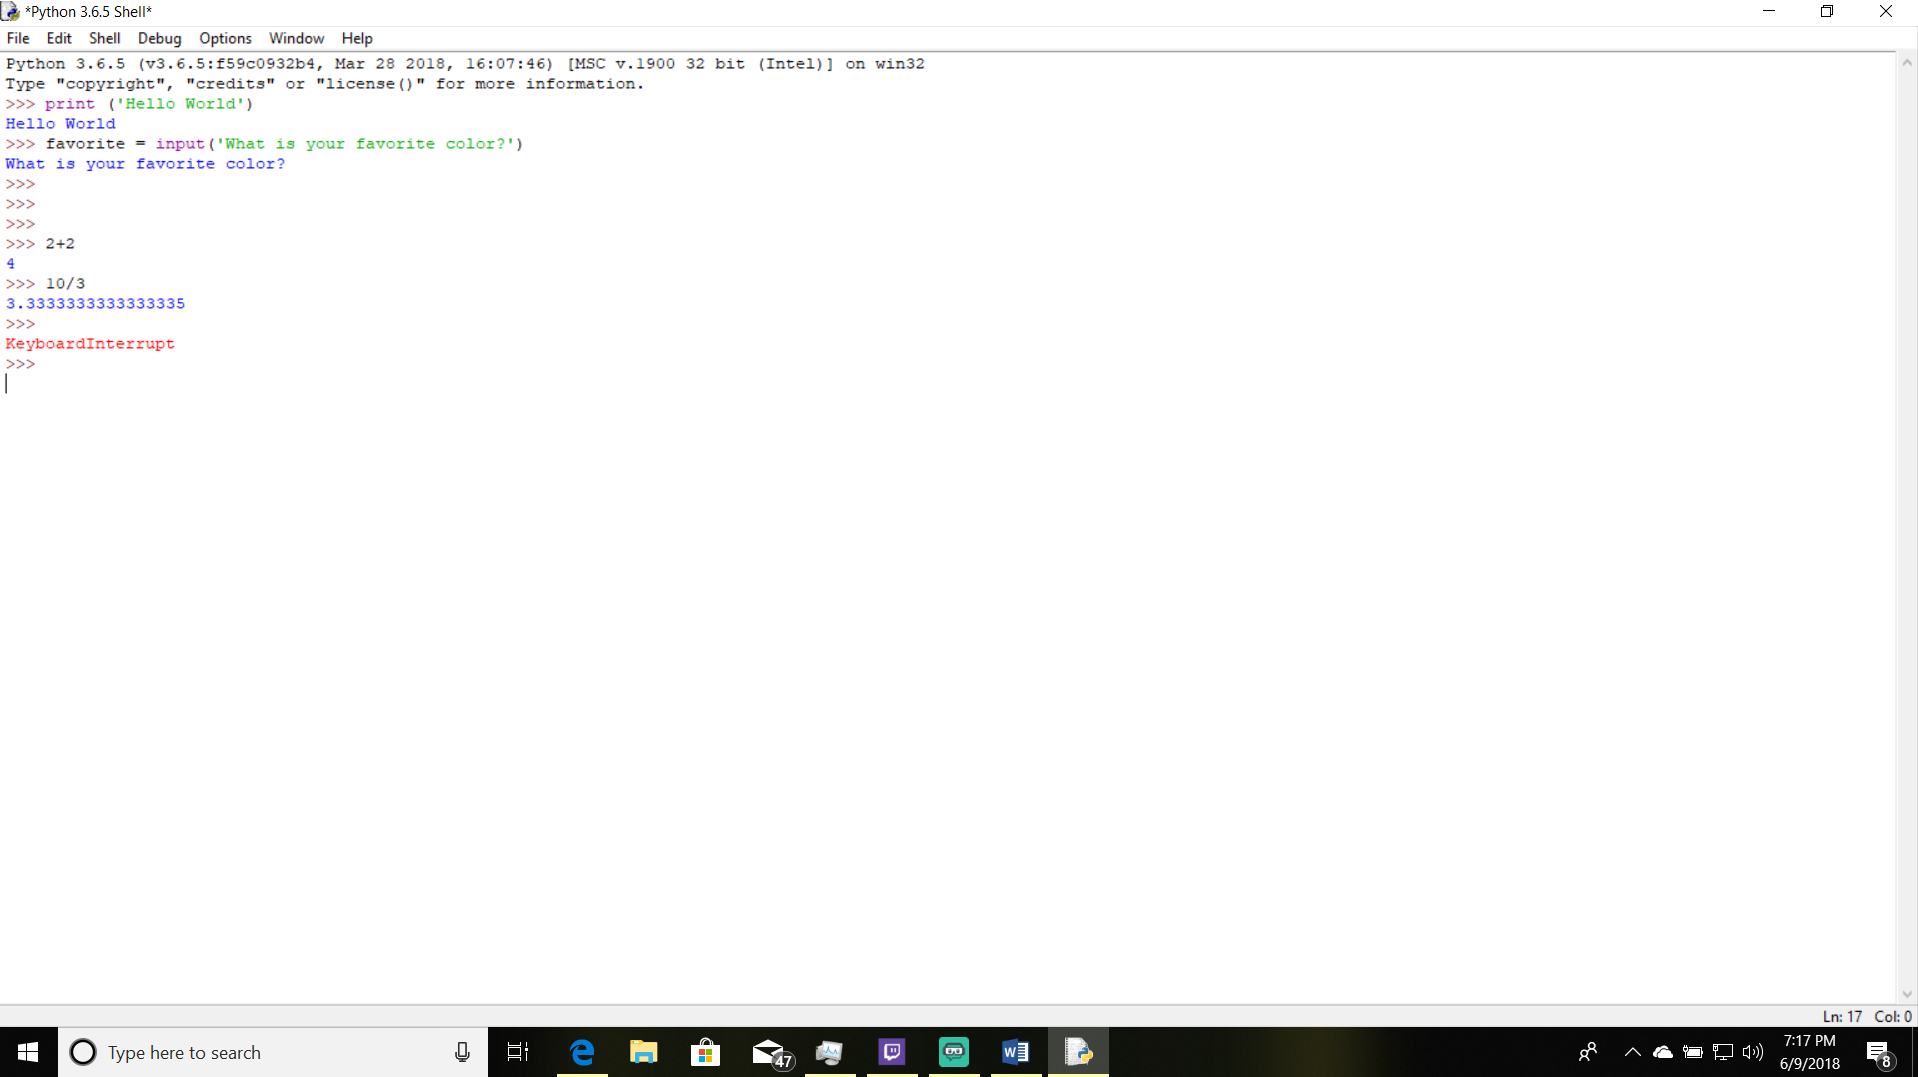 *Python 3.6.5 Shell*
File Edit Shell Debug Options Window Help
Python 3.6.5 (v3.6.5:f59c0932b4, Mar 28 2018, 16:07:46) [MSC v.1900 32 bit (Intel)] on win32
Type "copyright", "credits" or "license()" for more information.
>>> print ('Hello World')
Hello World
>>> favorite = input('What is your favorite color?')
What is your favorite color?
>>>
>>>
>>>
>>> 2+2
4
>>> 10/3
3.3333333333333335
>>>
KeyboardInterrupt
>>>
Ln: 17 Col: 0
Type here to search
47
7:17 PM
6/9/2018
8